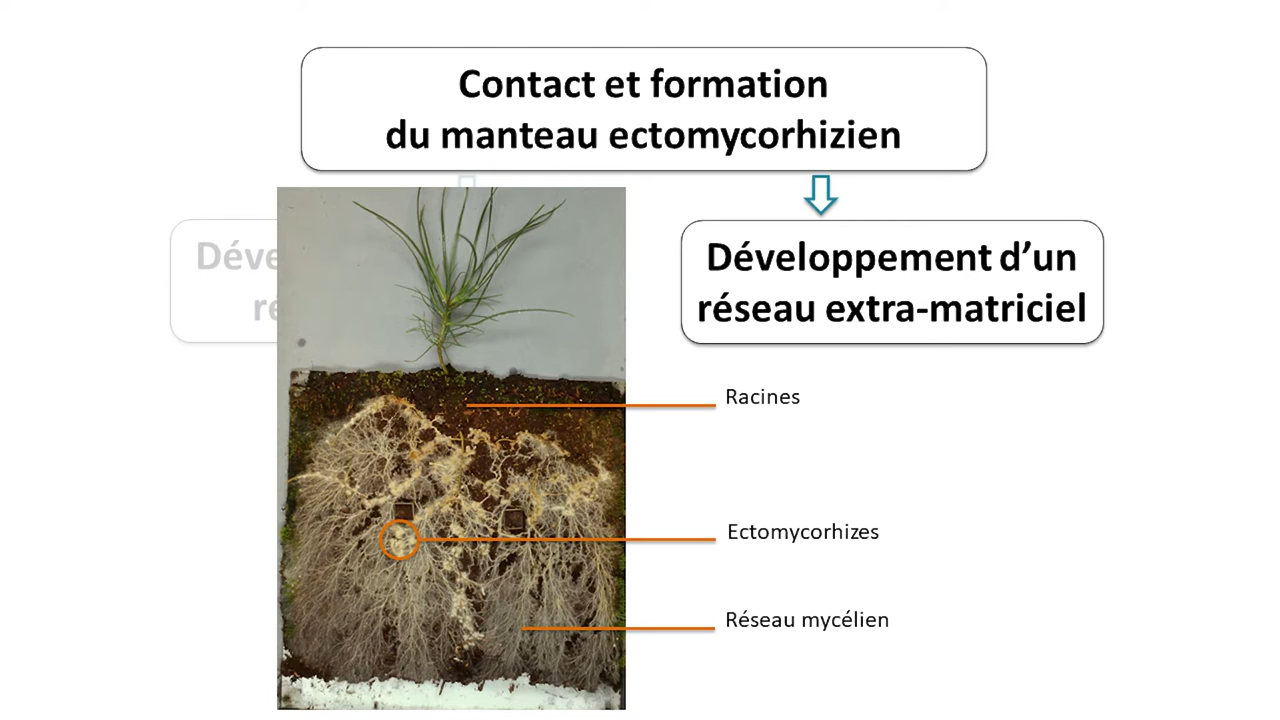 Contact et formation
du manteau ectomycorhizien
Développement d’un
réseau extra-matriciel
Racines
Ectomycorhizes
Réseau mycélien